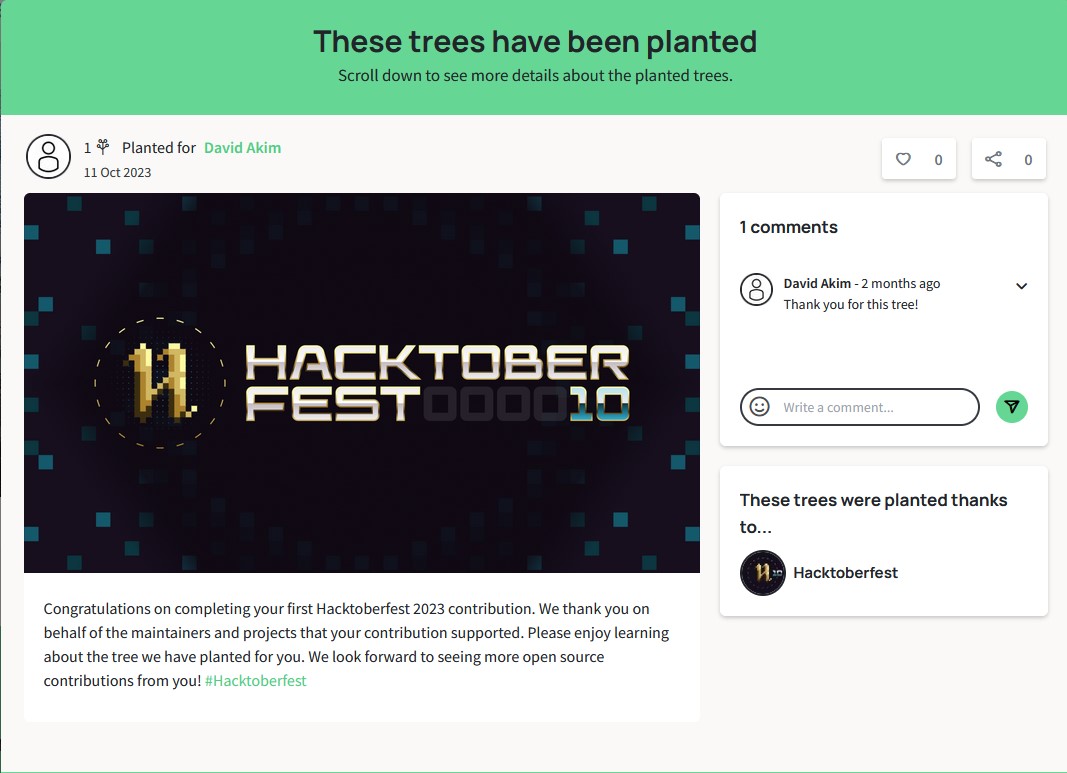 These trees have been planted
Scroll down to see more details about the planted trees.
1 Planted for David Akim
11 Oct 2023
0
0
HACKTOBER
FEST000010
Congratulations on completing your first Hacktoberfest 2023 contribution. We thank you on
behalf of the maintainers and projects that your contribution supported. Please enjoy learning
about the tree we have planted for you. We look forward to seeing more open source
contributions from you! #Hacktoberfest
1 comments
David Akim - 2 months ago
Thank you for this tree!
Write a comment...
These trees were planted thanks
to...
Hacktoberfest